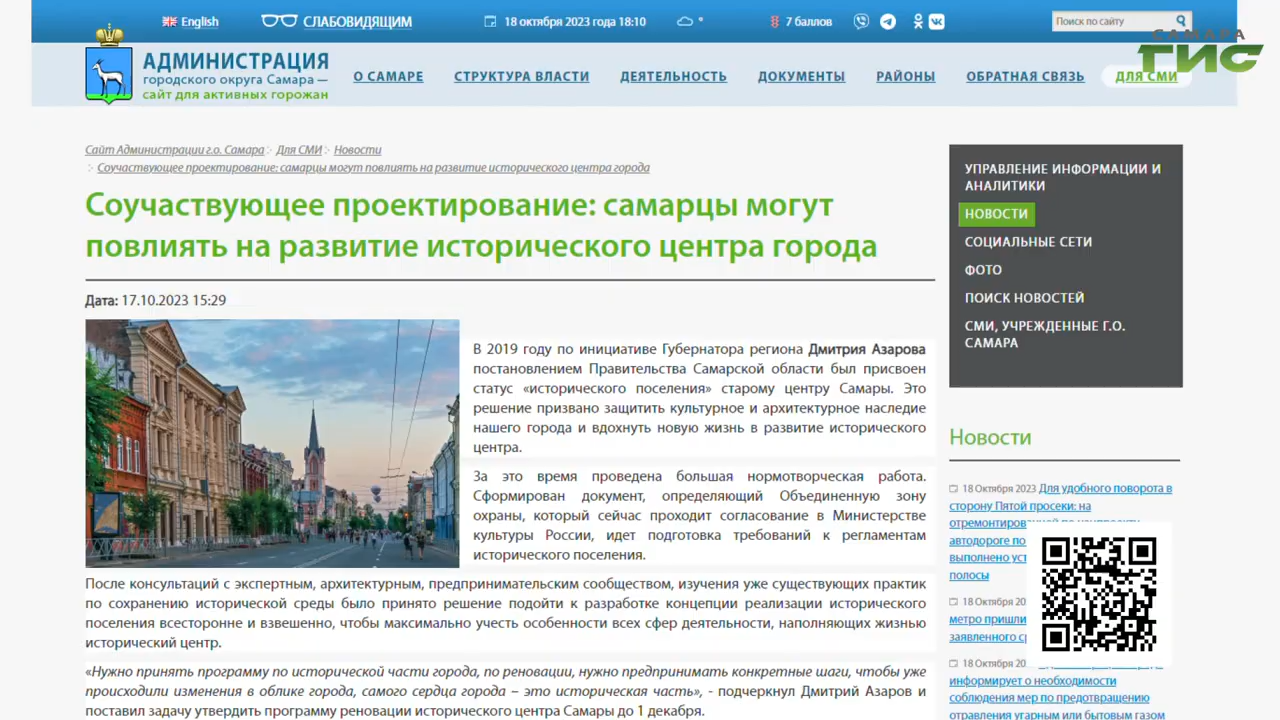 English
СЛАБОВИДЯЩИМ
18 октября 2023 года 18:10
°
7 баллов
Поиск по сайту
САМАРА
ГИС
АДМИНИСТРАЦИЯ
городского округа Самара —
сайт для активных горожан
О САМАРЕ
СТРУКТУРА ВЛАСТИ
ДЕЯТЕЛЬНОСТЬ
ДОКУМЕНТЫ
РАЙОНЫ
ОБРАТНАЯ СВЯЗЬ
ДЛЯ СМИ
Сайт Администрации г.о. Самара :- Для СМИ :- Новости
:- Соучаствующее проектирование: самарцы могут повлиять на развитие исторического центра города
Соучаствующее проектирование: самарцы могут
повлиять на развитие исторического центра города
Дата: 17.10.2023 15:29
В 2019 году по инициативе Губернатора региона Дмитрия Азарова
постановлением Правительства Самарской области был присвоен
статус «исторического поселения» старому центру Самары. Это
решение призвано защитить культурное и архитектурное наследие
нашего города и вдохнуть новую жизнь в развитие исторического
центра.
За это время проведена большая нормотворческая работа.
Сформирован документ, определяющий Объединенную зону
охраны, который сейчас проходит согласование в Министерстве
культуры России, идет подготовка требований к регламентам
исторического поселения.
После консультаций с экспертным, архитектурным, предпринимательским сообществом, изучения уже существующих практик
по сохранению исторической среды было принято решение подойти к разработке концепции реализации исторического
поселения всесторонне и взвешенно, чтобы максимально учесть особенности всех сфер деятельности, наполняющих жизнью
исторический центр.
«Нужно принять программу по исторической части города, по реновации, нужно предпринимать конкретные шаги, чтобы уже
происходили изменения в облике города, самого сердца города – это историческая часть», - подчеркнул Дмитрий Азаров и
поставил задачу утвердить программу реновации исторического центра Самары до 1 декабря.
УПРАВЛЕНИЕ ИНФОРМАЦИИ И
АНАЛИТИКИ
НОВОСТИ
СОЦИАЛЬНЫЕ СЕТИ
ФОТО
ПОИСК НОВОСТЕЙ
СМИ, УЧРЕЖДЕННЫЕ Г.О.
САМАРА
Новости
18 Октября 2023 Для удобного поворота в
сторону Пятой просеки: на
автодороге по
выполнено
полосы
18 Октября
метро пришли
заявленного
18 Октября
информирует о необходимости
соблюдения мер по предотвращению
отравления угарным или бытовым газом